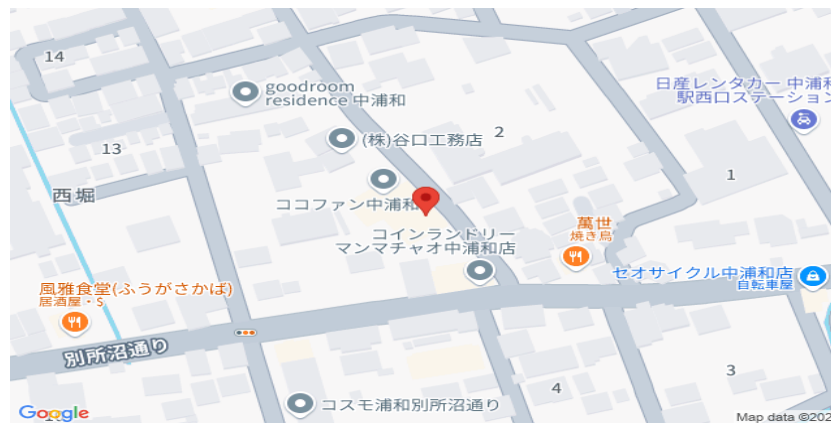 14
goodroom
residence 中浦和
日産レンタカー 中浦和
駅西口ステーション
(株)谷口工務店
2
13
1
西堀
ココファン中浦和
コインランドリー
マンマチャオ中浦和店
萬世
焼き鳥
セオサイクル中浦和店
自転車屋
風雅食堂(ふうがさかば)
居酒屋・$
別所沼通り
3
4
コスモ浦和別所沼通り
Google
Map data ©202